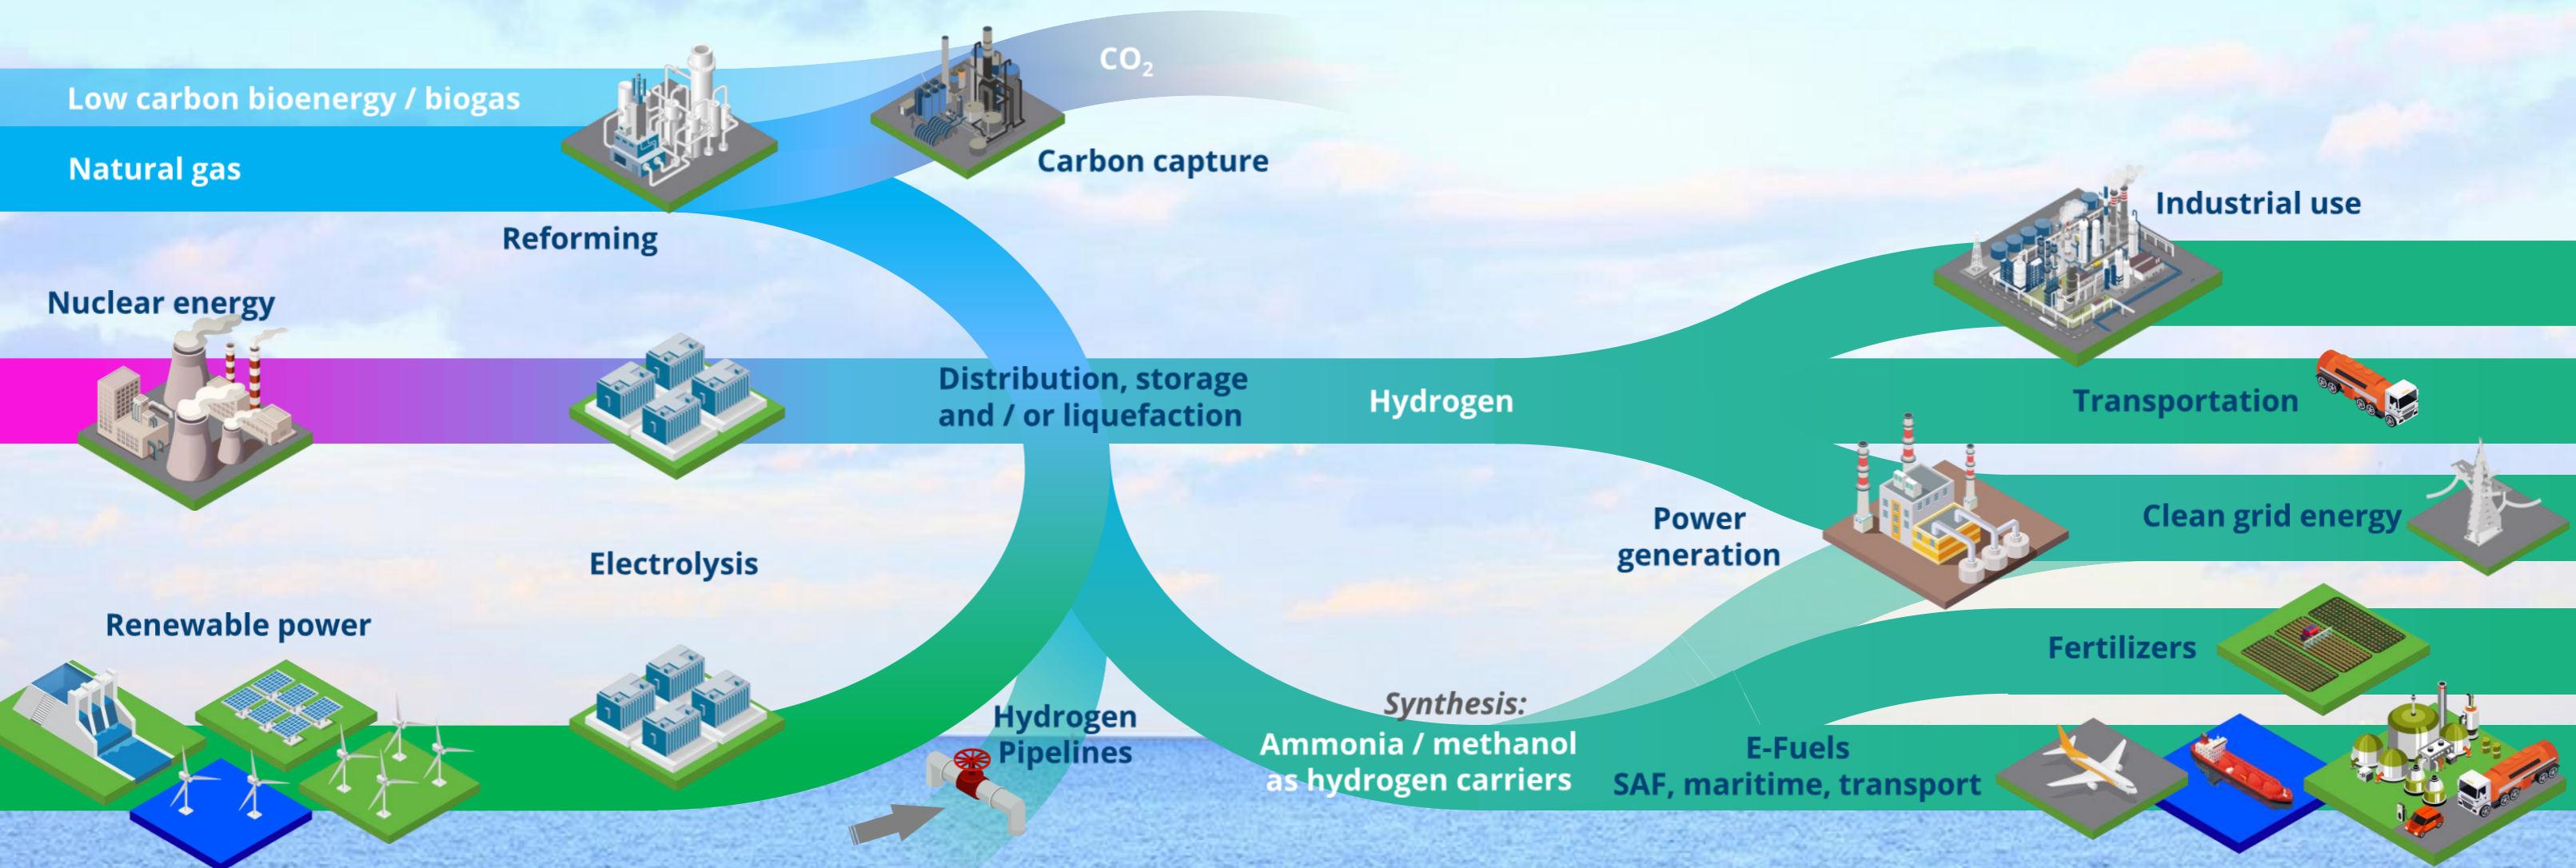 Low carbon bioenergy / biogas
Natural gas
Reforming
CO₂
Carbon capture
Nuclear energy
Electrolysis
Renewable power
Distribution, storage
and / or liquefaction
Hydrogen
Hydrogen
Pipelines
Synthesis:
Ammonia / methanol
as hydrogen carriers
Industrial use
Transportation
Power
generation
Clean grid energy
Fertilizers
E-Fuels
SAF, maritime, transport